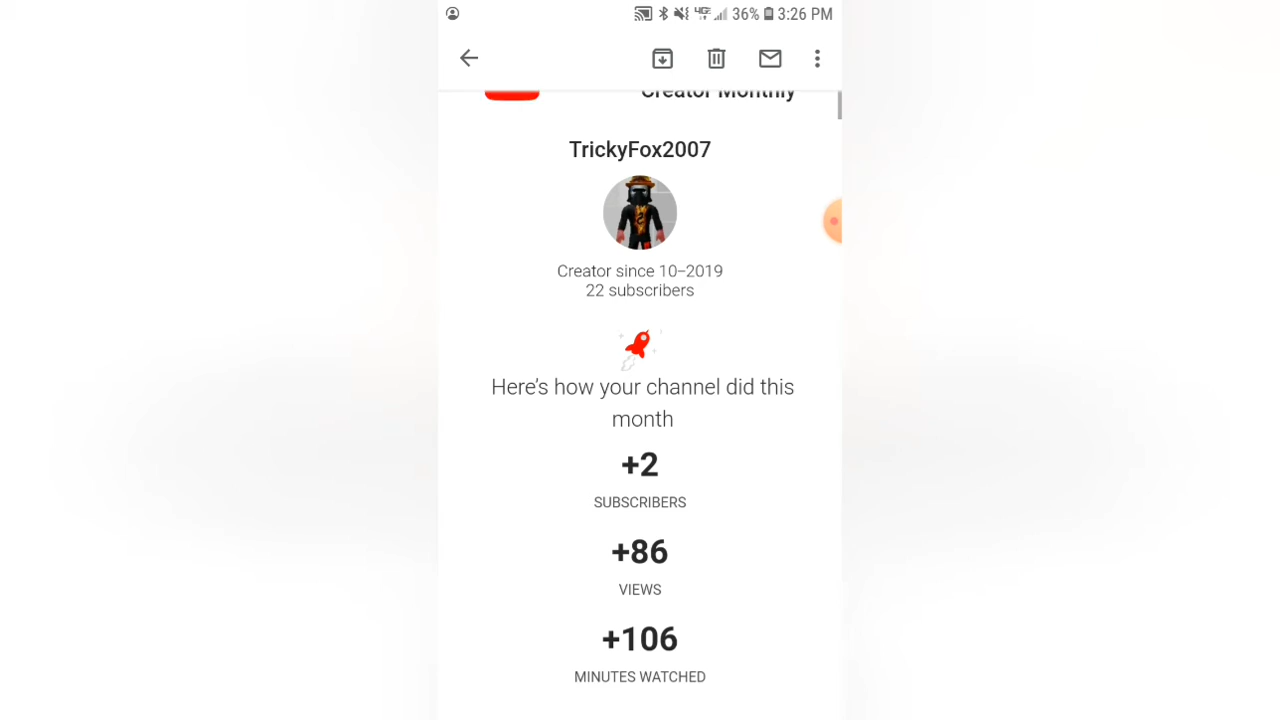 4G 36% 3:26 PM
Creator Monthly
TrickyFox2007
Creator since 10-2019
22 subscribers
Here's how your channel did this
month
+2
SUBSCRIBERS
+86
VIEWS
+106
MINUTES WATCHED